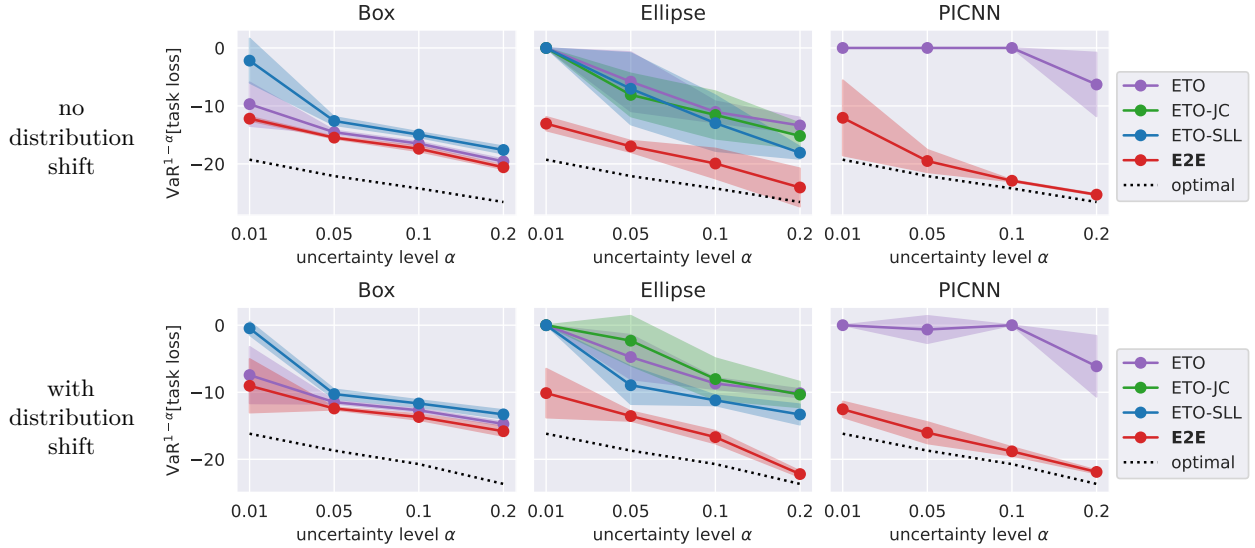 Box
Ellipse
PICNN
no
distribution
shift
VaR^{1−α}[task loss]
0
−10
−20
0.01 0.05 0.1 0.2
uncertainty level α
0.01 0.05 0.1 0.2
uncertainty level α
0.01 0.05 0.1 0.2
uncertainty level α
ETO
ETO-JC
ETO-SLL
E2E
optimal
Box
Ellipse
PICNN
with
distribution
shift
VaR^{1−α}[task loss]
0
−10
−20
0.01 0.05 0.1 0.2
uncertainty level α
0.01 0.05 0.1 0.2
uncertainty level α
0.01 0.05 0.1 0.2
uncertainty level α
ETO
ETO-JC
ETO-SLL
E2E
optimal